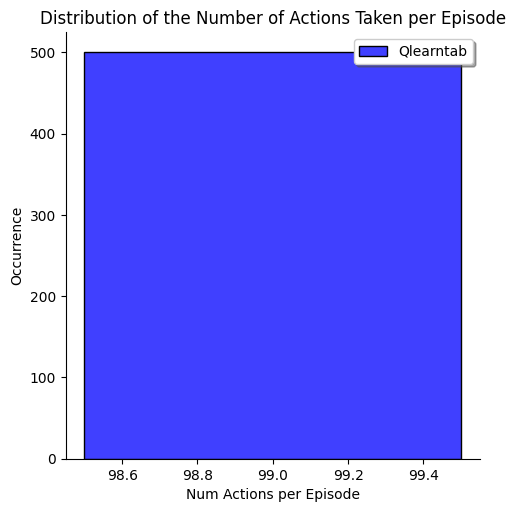 Distribution of the Number of Actions Taken per Episode
Qlearntab
500
400
300
200
100
0
Occurrence
98.6 98.8 99.0 99.2 99.4
Num Actions per Episode